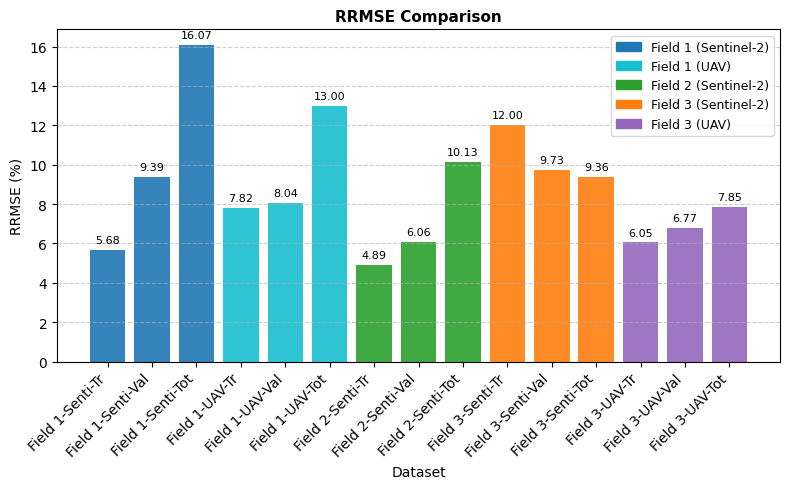 RRMSE Comparison
RRMSE (%)
16
14
12
10
8
6
4
2
0
5.68
9.39
16.07
7.82
8.04
13.00
4.89
6.06
10.13
12.00
9.73
9.36
6.05
6.77
7.85
Field 1 (Sentinel-2)
Field 1 (UAV)
Field 2 (Sentinel-2)
Field 3 (Sentinel-2)
Field 3 (UAV)
Field 1-Senti-Tr
Field 1-Senti-Val
Field 1-Senti-Tot
Field 1-UAV-Tr
Field 1-UAV-Val
Field 1-UAV-Tot
Field 2-Senti-Tr
Field 2-Senti-Val
Field 2-Senti-Tot
Field 3-Senti-Tr
Field 3-Senti-Val
Field 3-Senti-Tot
Field 3-UAV-Tr
Field 3-UAV-Val
Field 3-UAV-Tot
Dataset